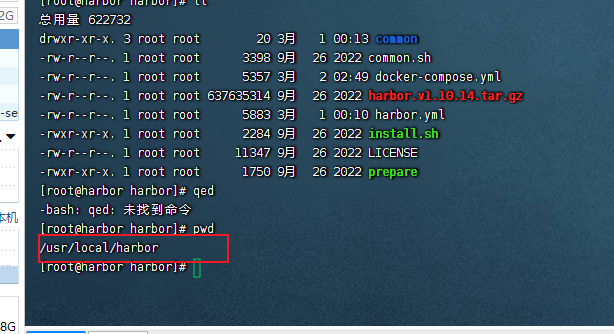 2G
总用量 622732
drwxr-xr-x. 3 root root        20 3月   1 00:13 common
-rw-r--r--. 1 root root      3398 9月  26 2022 common.sh
-rw-r--r--. 1 root root      5357 3月   2 02:49 docker-compose.yml
-rw-r--r--. 1 root root 637635314 9月  26 2022 harbor.v1.10.14.tar.gz
-rw-r--r--. 1 root root      5883 3月   1 00:10 harbor.yml
-se
-rwxr-xr-x. 1 root root      2284 9月  26 2022 install.sh
-rw-r--r--. 1 root root     11347 9月  26 2022 LICENSE
-rwxr-xr-x. 1 root root      1750 9月  26 2022 prepare
[root@harbor harbor]# qed
-bash: qed: 未找到命令
本机
[root@harbor harbor]# pwd
/usr/local/harbor
[root@harbor harbor]#
8G